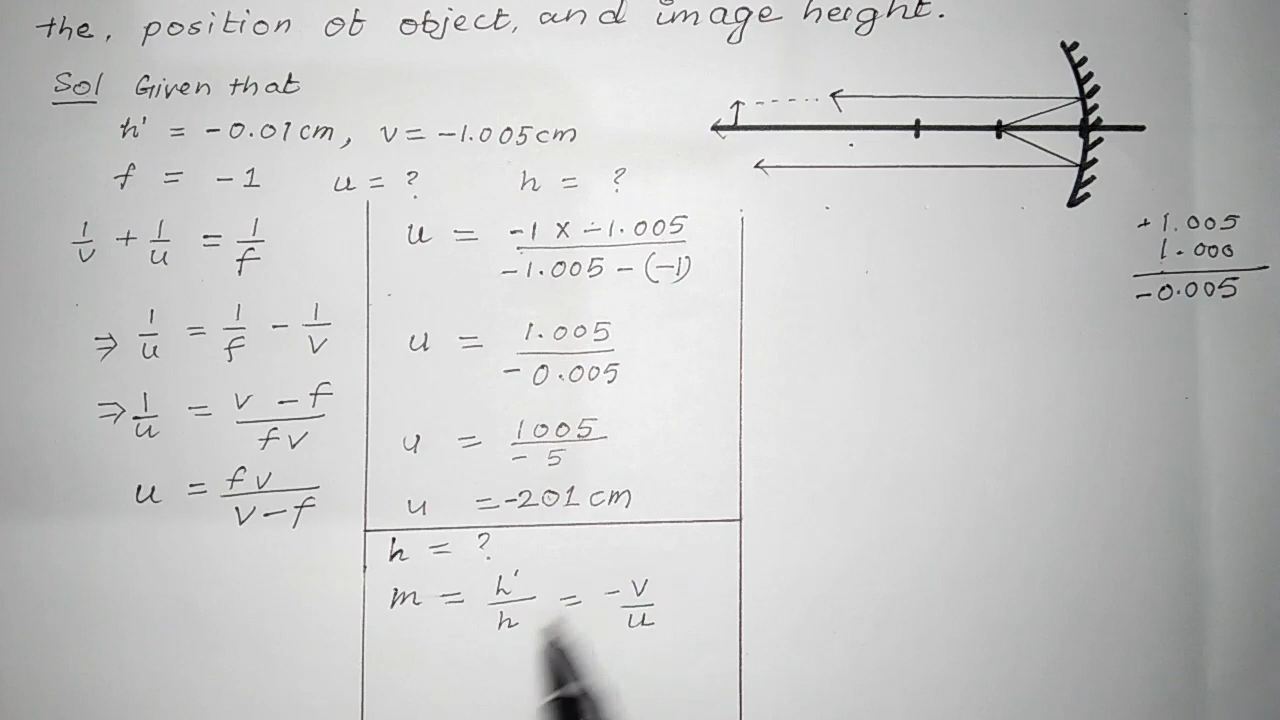 the, position of object, and image height.
Sol Given that
h' = -0.01cm, v = -1.005cm
f = -1 u = ? h = ?
1/v + 1/u = 1/f
⇒ 1/u = 1/f - 1/v
⇒ 1/u = v - f / fv
u = fv / v-f
u = -1 x -1.005 / -1.005 - (-1)
u = 1.005 / -0.005
u = 1005 / -5
u = -201 cm
h = ?
m = h'/h = -v/u
+1.005
1.000
-0.005